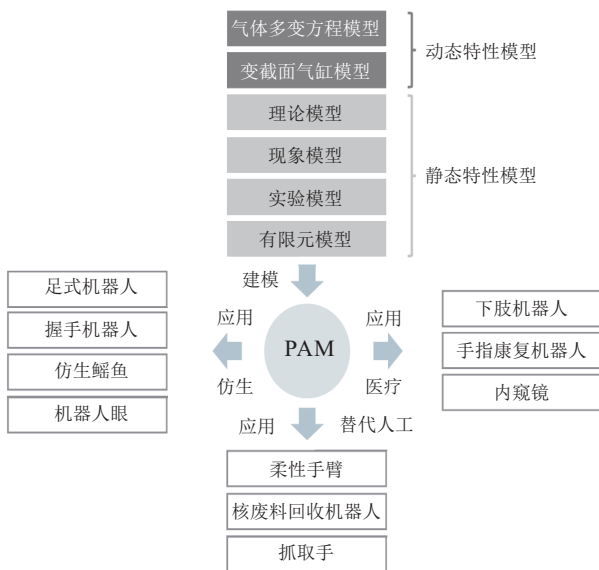 气体多变方程模型
变截面气缸模型
动态特性模型
理论模型
现象模型
实验模型
有限元模型
静态特性模型
建模
足式机器人
握手机器人
仿生鳐鱼
机器人眼
应用
仿生
PAM
应用
医疗
下肢机器人
手指康复机器人
内窥镜
应用
替代人工
柔性手臂
核废料回收机器人
抓取手